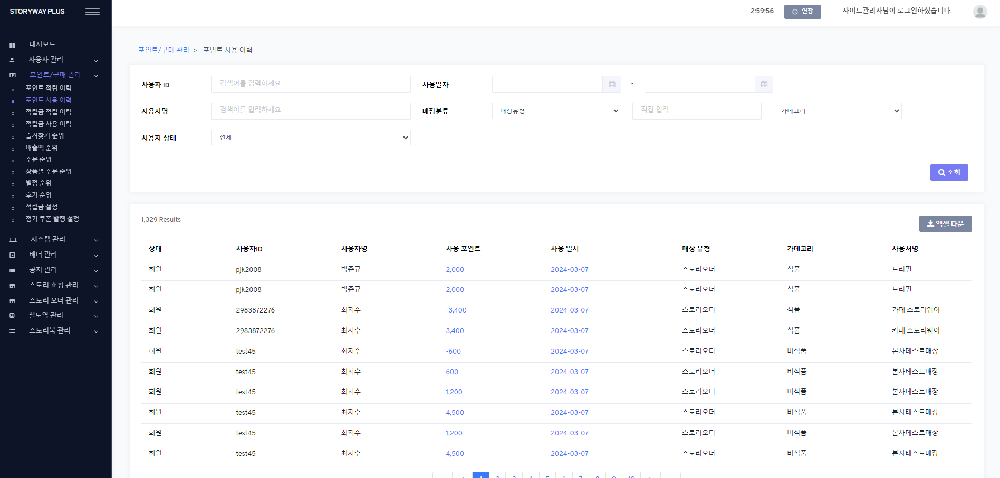 STORYWAY PLUS
2:59:56
연장
사이트관리자님이 로그인하셨습니다.
대시보드
사용자 관리
포인트/구매 관리
포인트 적립 이력
포인트 사용 이력
적립금 적립 이력
적립금 사용 이력
즐겨찾기 순위
매출액 순위
주문 순위
상품별 주문 순위
별점 순위
후기 순위
적립금 설정
정기 쿠폰 발행 설정
시스템 관리
배너 관리
공지 관리
스토리 쇼핑 관리
스토리 오더 관리
철도역 관리
스토리북 관리
포인트/구매 관리 > 포인트 사용 이력
사용자 ID 검색어를 입력하세요 사용일자 ~
사용자명 검색어를 입력하세요 매장분류 매장유형 직접 입력 카테고리
사용자 상태 전체
조회
1,329 Results
엑셀 다운
상태 사용자ID 사용자명 사용 포인트 사용 일시 매장 유형 카테고리 사용처명
회원 pjk2008 박준규 2,000 2024-03-07 스토리오더 식품 트리핀
회원 pjk2008 박준규 2,000 2024-03-07 스토리오더 식품 트리핀
회원 2983872276 최지수 -3,400 2024-03-07 스토리오더 식품 카페 스토리웨이
회원 2983872276 최지수 3,400 2024-03-07 스토리오더 식품 카페 스토리웨이
회원 test45 최지수 -600 2024-03-07 스토리오더 비식품 본사테스트매장
회원 test45 최지수 600 2024-03-07 스토리오더 비식품 본사테스트매장
회원 test45 최지수 1,200 2024-03-07 스토리오더 비식품 본사테스트매장
회원 test45 최지수 4,500 2024-03-07 스토리오더 비식품 본사테스트매장
회원 test45 최지수 1,200 2024-03-07 스토리오더 비식품 본사테스트매장
회원 test45 최지수 4,500 2024-03-07 스토리오더 비식품 본사테스트매장
1 2 3 4 5 6 7 8 9 10